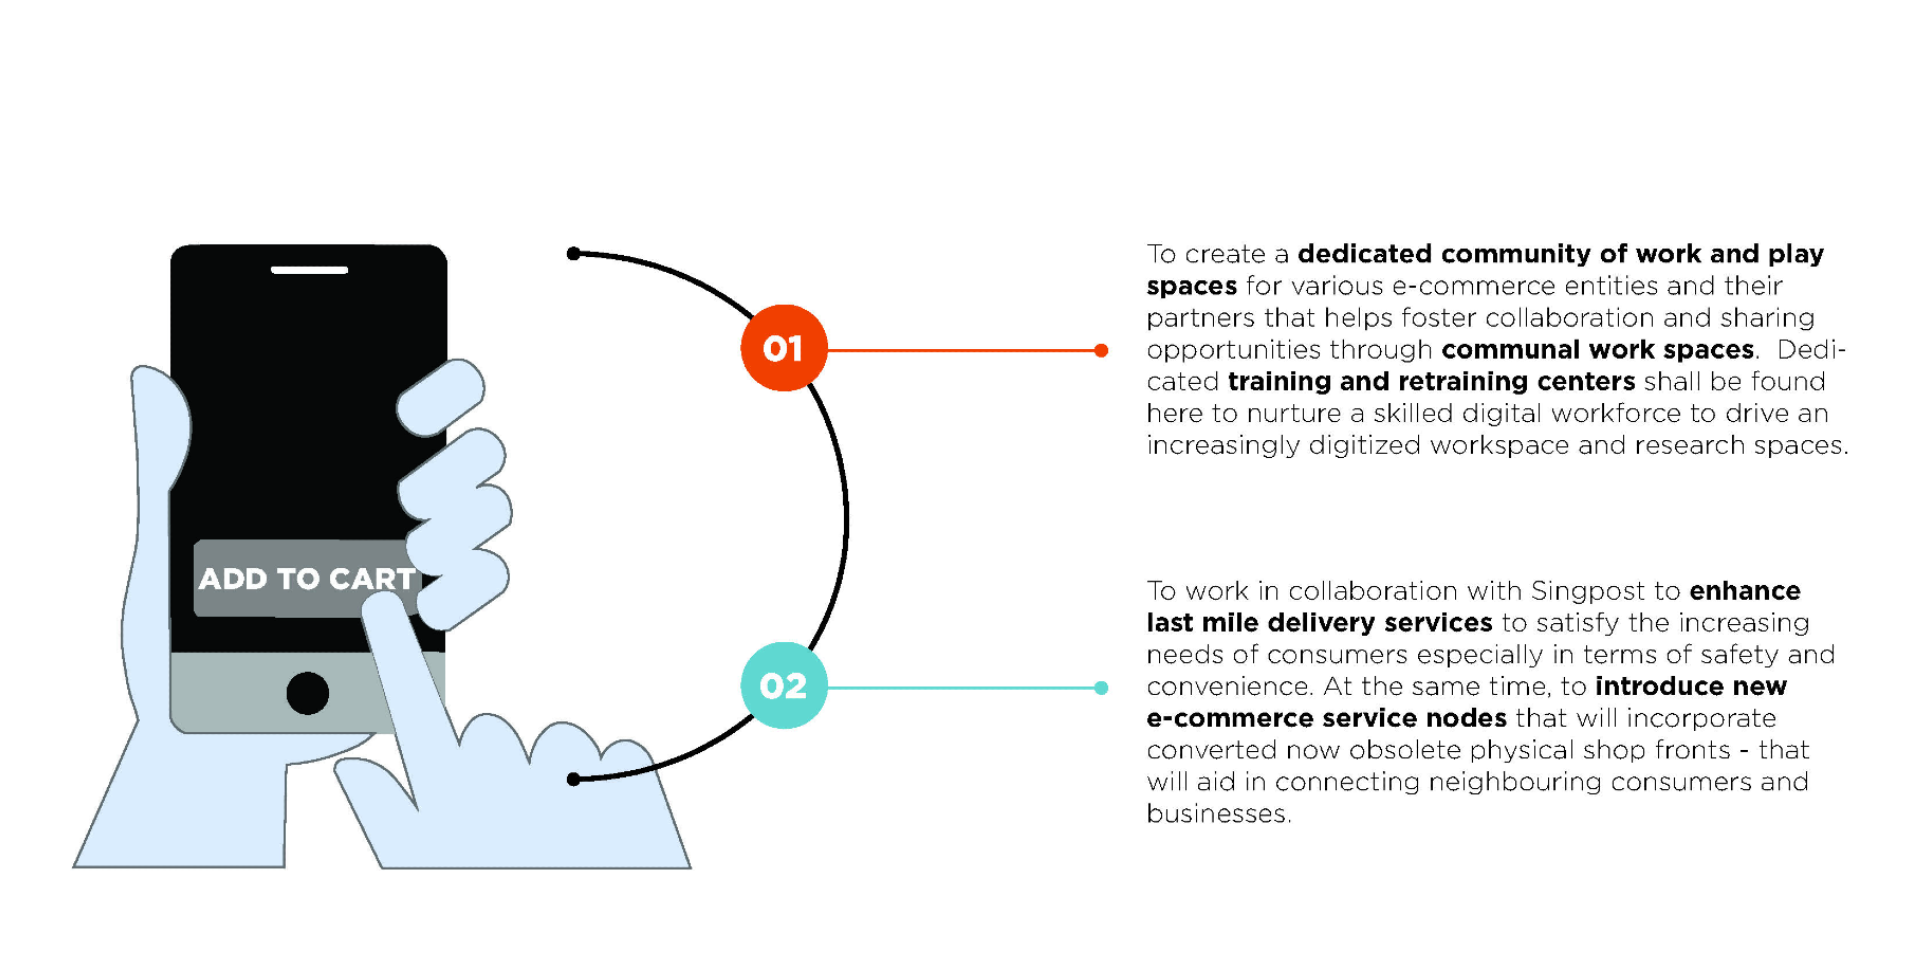 ADD TO CART
01
To create a dedicated community of work and play
spaces for various e-commerce entities and their
partners that helps foster collaboration and sharing
opportunities through communal work spaces.  Dedi-
cated training and retraining centers shall be found
here to nurture a skilled digital workforce to drive an
increasingly digitized workspace and research spaces.
02
To work in collaboration with Singpost to enhance
last mile delivery services to satisfy the increasing
needs of consumers especially in terms of safety and
convenience. At the same time, to introduce new
e-commerce service nodes that will incorporate
converted now obsolete physical shop fronts - that
will aid in connecting neighbouring consumers and
businesses.